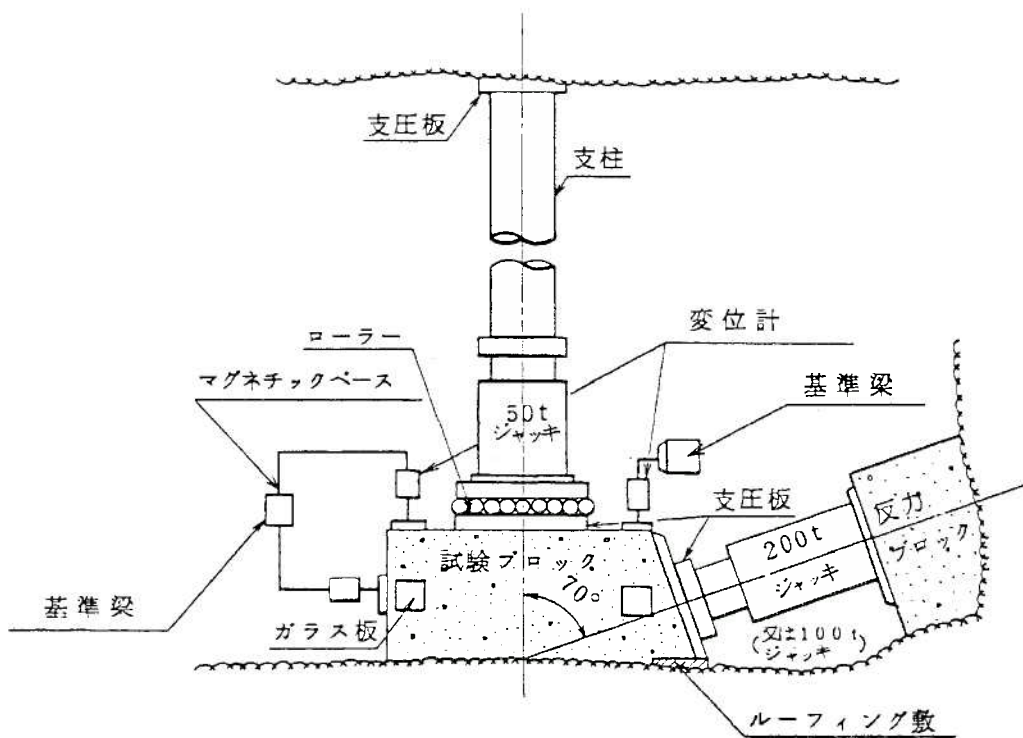 支圧板
支柱
ローラー
変位計
マグネチックベース
基準梁
50t
ジャッキ
支圧板
反力
ブロック
200t
ジャッキ
試験ブロック
70°
基準梁
ガラス板
(又は100t
ジャッキ)
ルーフィング敷